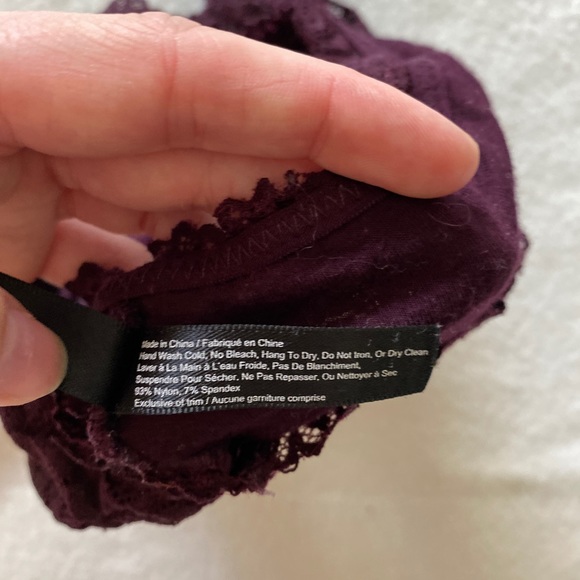 Made in China / Fabriqué en Chine
Hand Wash Cold, No Bleach, Hang To Dry, Do Not Iron, Or Dry Clean
Laver à La Main à L'eau Froide, Pas De Blanchiment,
Suspendre Pour Sécher, Ne Pas Repasser, Ou Nettoyer à Sec
93% Nylon, 7% Spandex
Exclusive of trim / Aucune garniture comprise